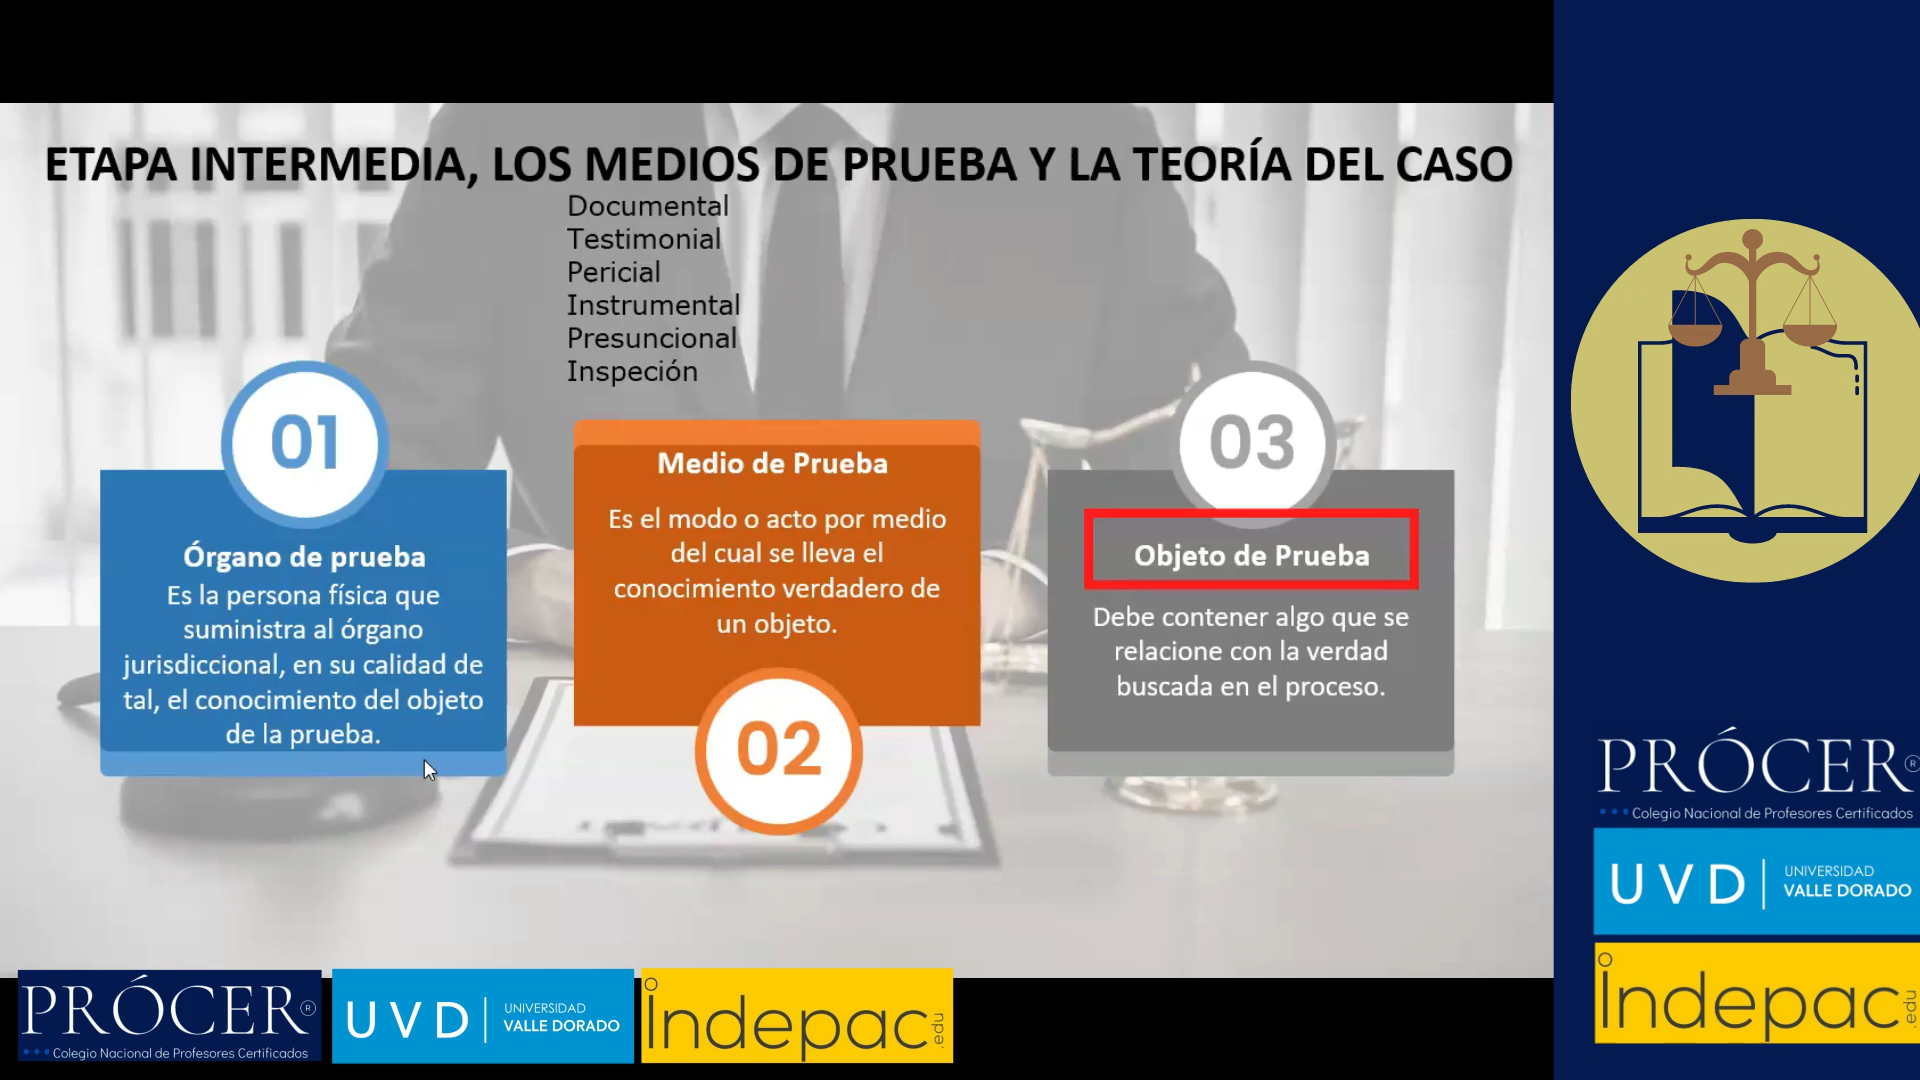 ETAPA INTERMEDIA, LOS MEDIOS DE PRUEBA Y LA TEORÍA DEL CASO
Documental
Testimonial
Pericial
Instrumental
Presuncional
Inspeción
01
Órgano de prueba
Es la persona física que
suministra al órgano
jurisdiccional, en su calidad de
tal, el conocimiento del objeto
de la prueba.
Medio de Prueba
Es el modo o acto por medio
del cual se lleva el
conocimiento verdadero de
un objeto.
02
03
Objeto de Prueba
Debe contener algo que se
relacione con la verdad
buscada en el proceso.
PRÓCER®
Colegio Nacional de Profesores Certificados
UVD
UNIVERSIDAD
VALLE DORADO
Indepac.edu
PRÓCER®
Colegio Nacional de Profesores Certificados
UVD
UNIVERSIDAD
VALLE DORADO
Indepac.edu